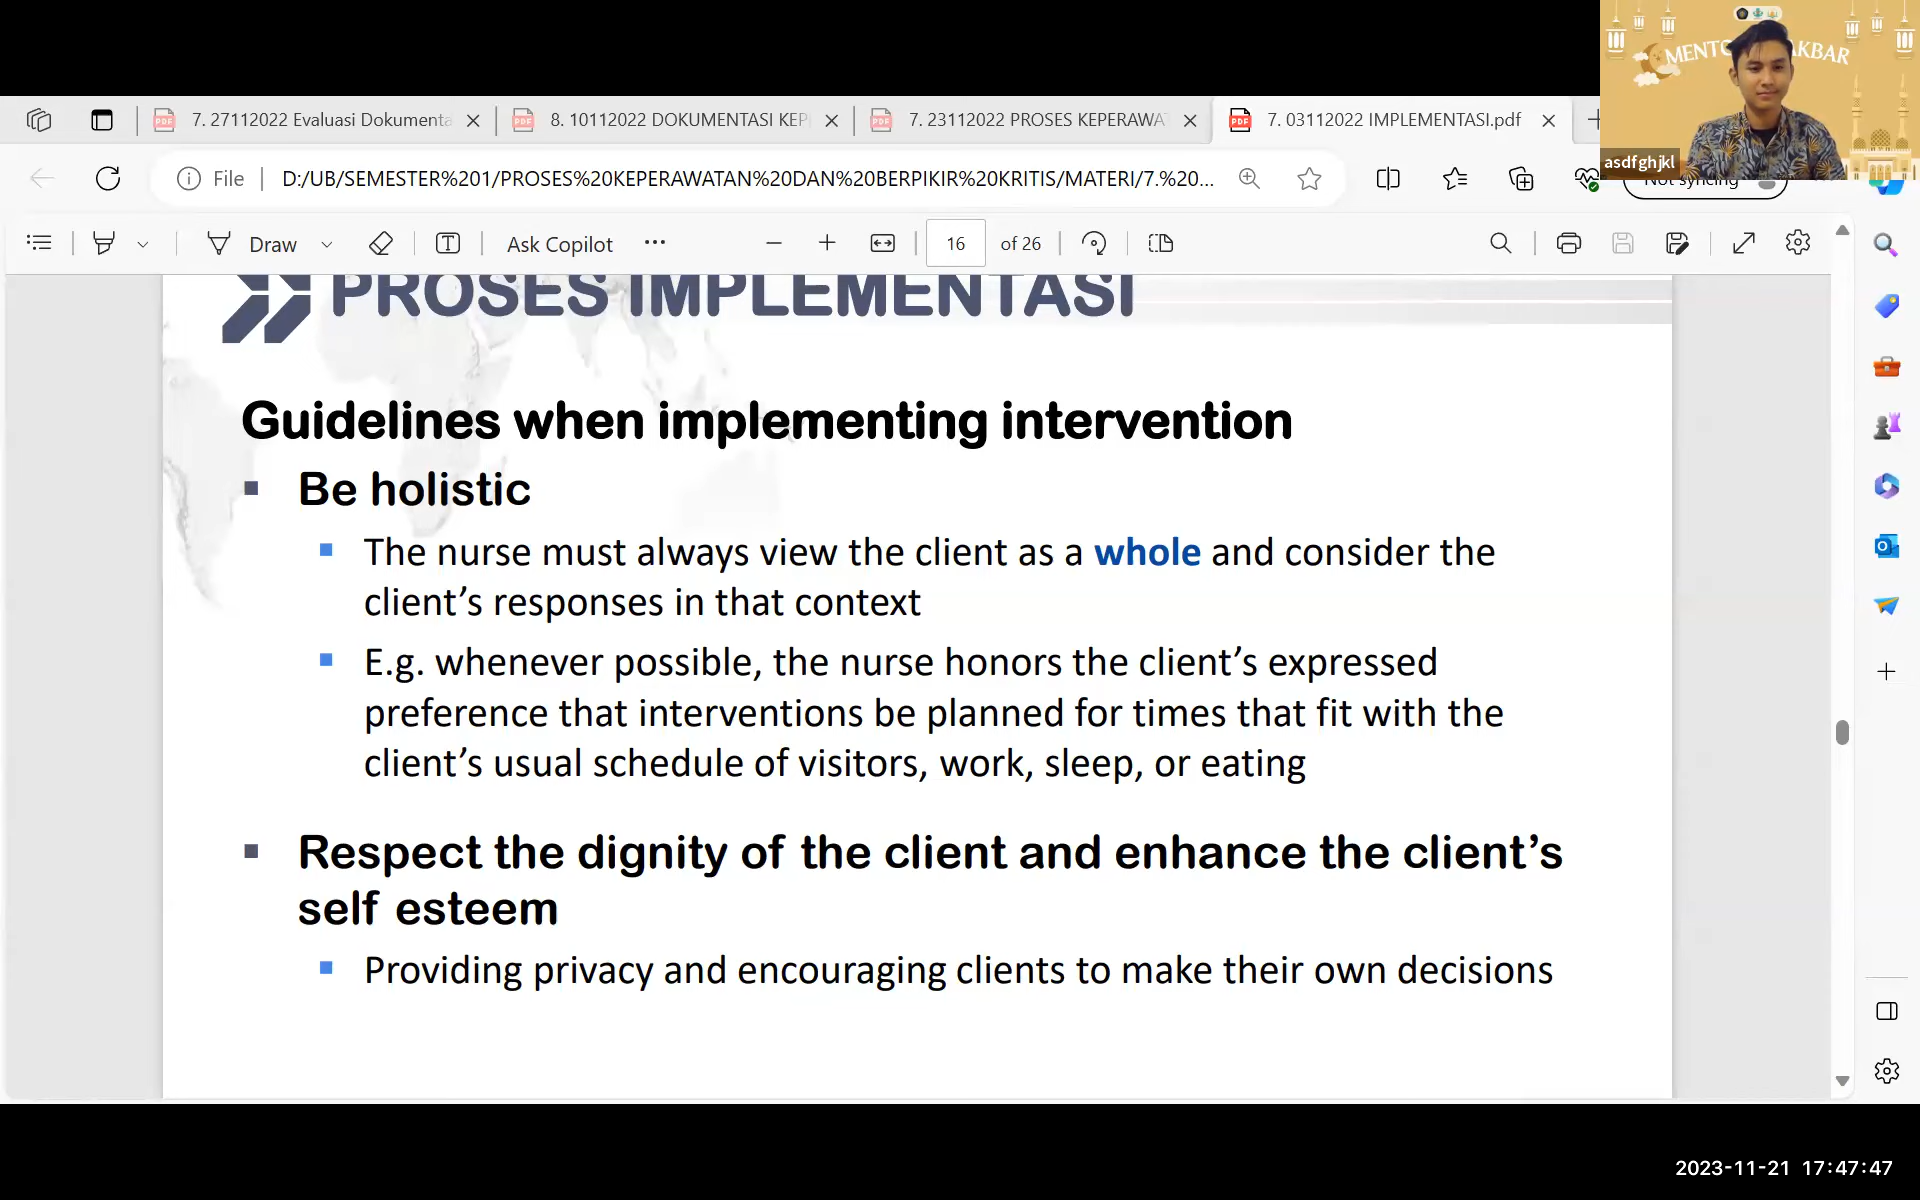 MENTO AKBAR
asdfghjkl
7. 27112022 Evaluasi Dokumenta
8. 10112022 DOKUMENTASI KEP
7. 23112022 PROSES KEPERAWAT
7. 03112022 IMPLEMENTASI.pdf
File
D:/UB/SEMESTER%201/PROSES%20KEPERAWATAN%20DAN%20BERPIKIR%20KRITIS/MATERI/7.%20...
Not syncing
Draw
Ask Copilot
16 of 26
PROSES IMPLEMENTASI
Guidelines when implementing intervention
Be holistic
The nurse must always view the client as a whole and consider the
client’s responses in that context
E.g. whenever possible, the nurse honors the client’s expressed
preference that interventions be planned for times that fit with the
client’s usual schedule of visitors, work, sleep, or eating
Respect the dignity of the client and enhance the client’s
self esteem
Providing privacy and encouraging clients to make their own decisions
2023-11-21 17:47:47